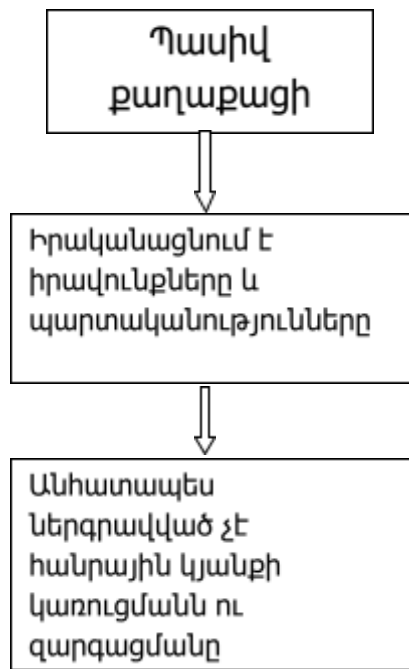 Պասիվ
քաղաքացի
Իրականացնում է
իրավունքները և
պարտականությունները
Անհատապես
ներգրավված չէ
հանրային կյանքի
կառուցմանն ու
զարգացմանը